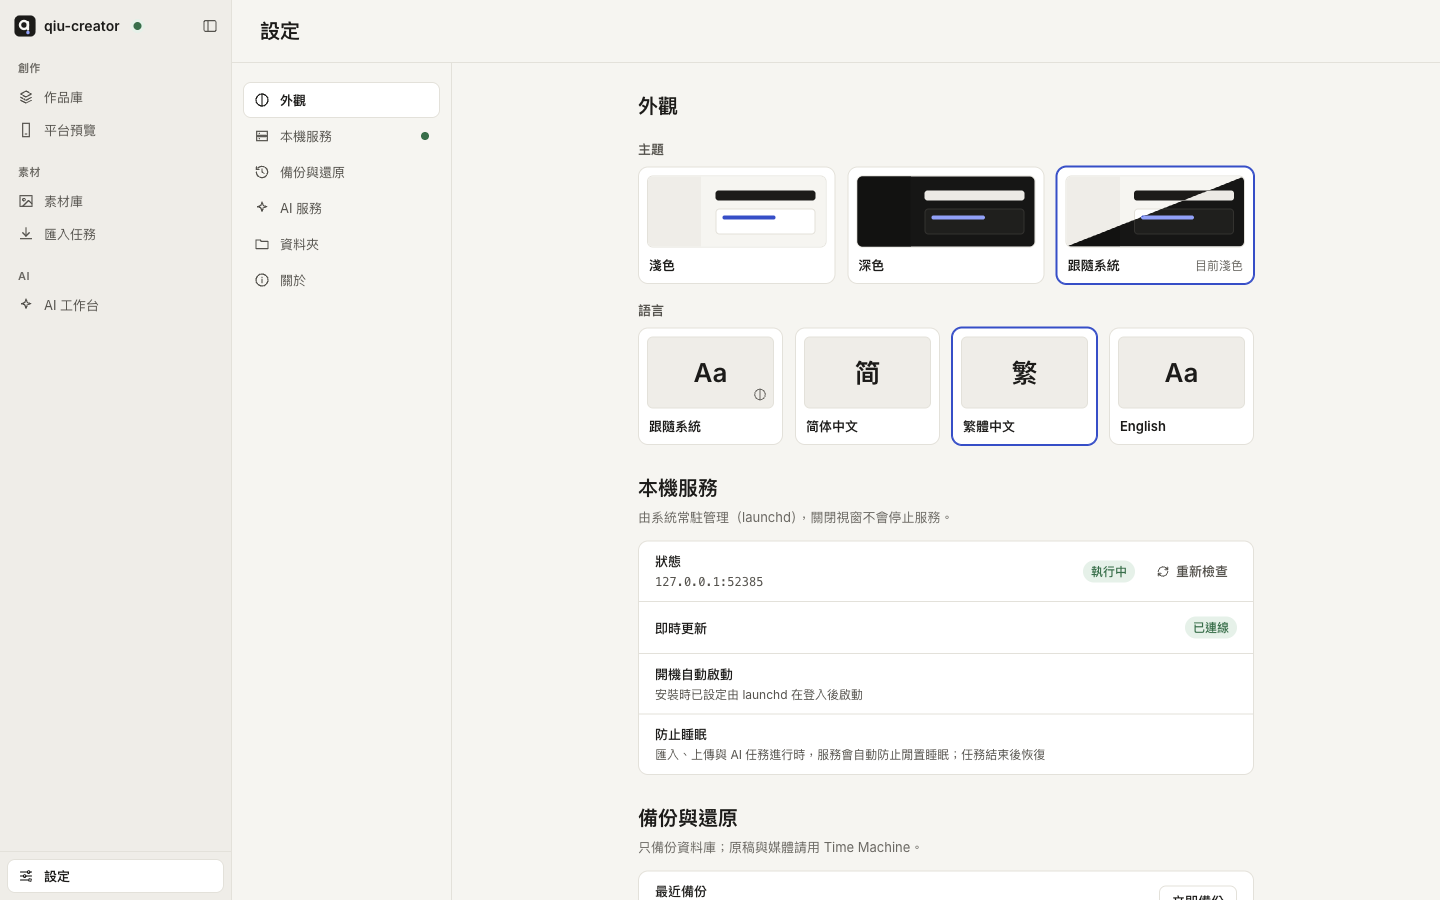 qiu-creator
創作
作品庫
平台預覽
素材
素材庫
匯入任務
AI
AI 工作台
設定
設定
外觀
本機服務
備份與還原
AI 服務
資料夾
關於
外觀
主題
淺色
深色
跟隨系統
目前淺色
語言
Aa
跟隨系統
简
简体中文
繁
繁體中文
Aa
English
本機服務
由系統常駐管理（launchd），關閉視窗不會停止服務。
狀態
127.0.0.1:52385
執行中
重新檢查
即時更新
已連線
開機自動啟動
安裝時已設定由 launchd 在登入後啟動
防止睡眠
匯入、上傳與 AI 任務進行時，服務會自動防止閒置睡眠；任務結束後恢復
備份與還原
只備份資料庫；原稿與媒體請用 Time Machine。
最近備份
立即備份